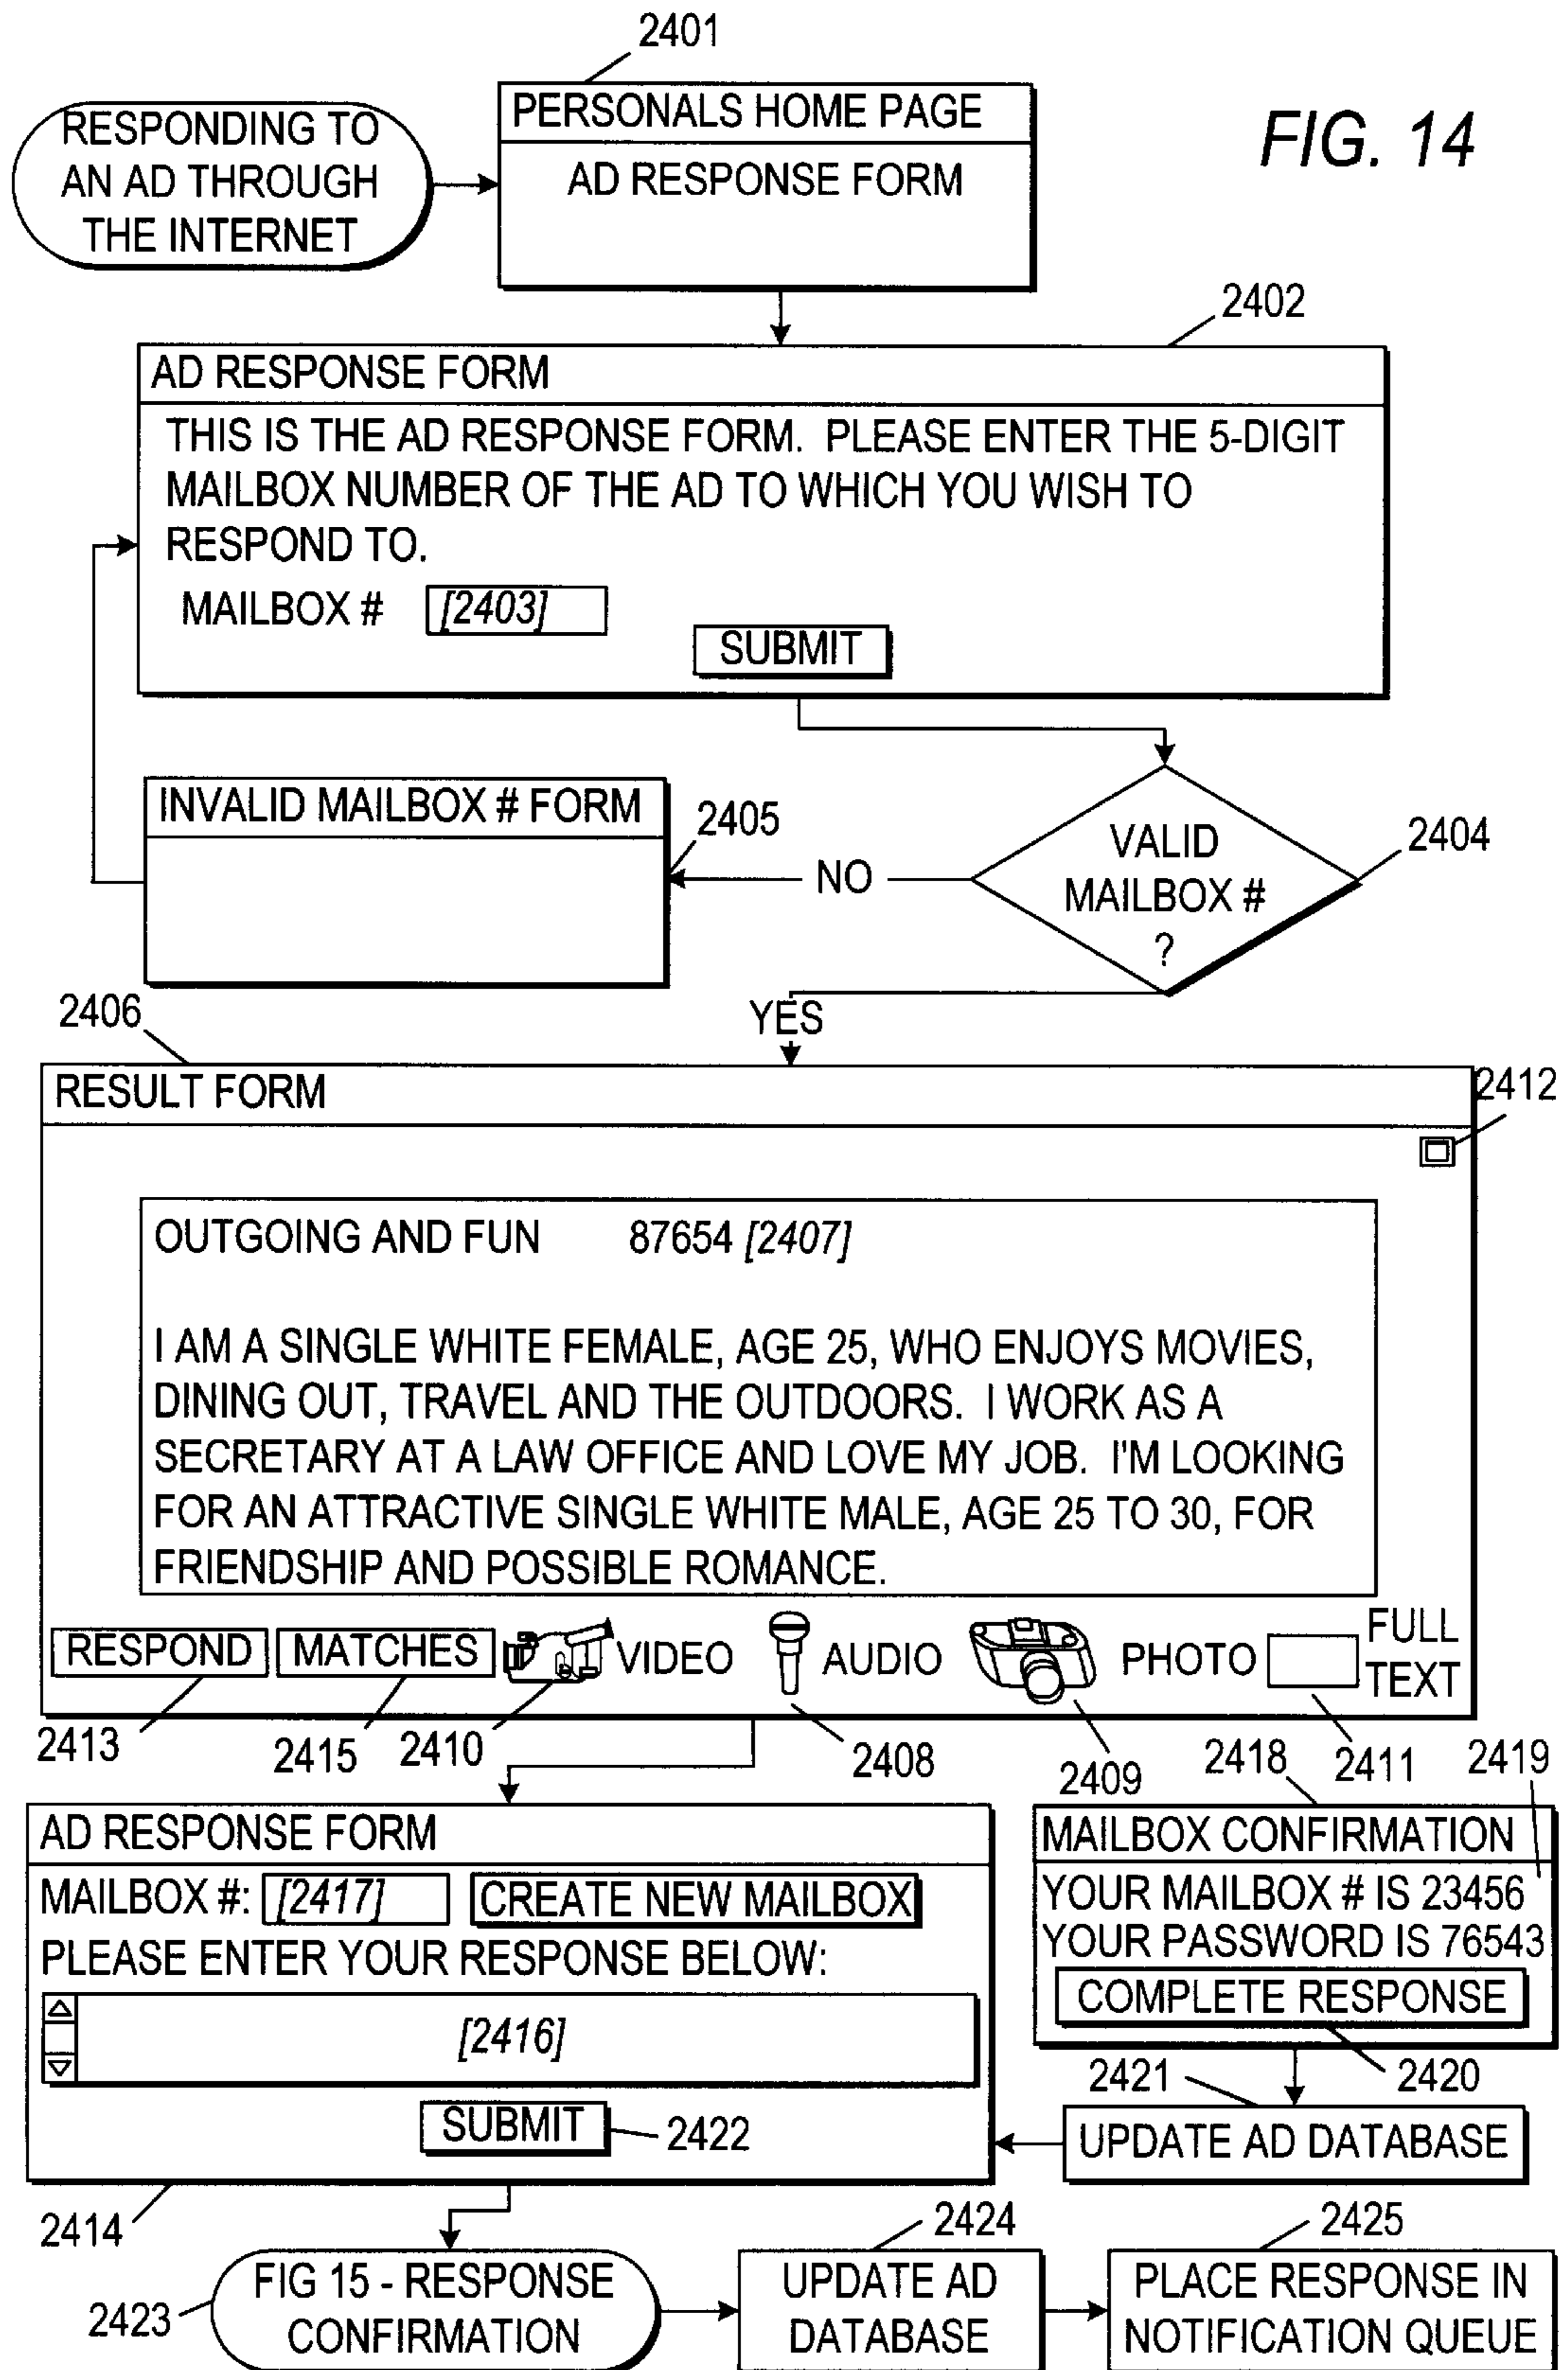 2401
FIG. 14
RESPONDING TO
AN AD THROUGH
THE INTERNET
PERSONALS HOME PAGE
AD RESPONSE FORM
2402
AD RESPONSE FORM
THIS IS THE AD RESPONSE FORM. PLEASE ENTER THE 5-DIGIT
MAILBOX NUMBER OF THE AD TO WHICH YOU WISH TO
RESPOND TO.
MAILBOX # [2403]
SUBMIT
INVALID MAILBOX # FORM
2405
NO
VALID
MAILBOX #
?
2404
YES
2406
RESULT FORM
2412
OUTGOING AND FUN 87654 [2407]
I AM A SINGLE WHITE FEMALE, AGE 25, WHO ENJOYS MOVIES,
DINING OUT, TRAVEL AND THE OUTDOORS. I WORK AS A
SECRETARY AT A LAW OFFICE AND LOVE MY JOB. I'M LOOKING
FOR AN ATTRACTIVE SINGLE WHITE MALE, AGE 25 TO 30, FOR
FRIENDSHIP AND POSSIBLE ROMANCE.
RESPOND MATCHES VIDEO AUDIO PHOTO FULL
TEXT
2413 2415 2410 2408 2409 2411
AD RESPONSE FORM
MAILBOX #: [2417] CREATE NEW MAILBOX
PLEASE ENTER YOUR RESPONSE BELOW:
[2416]
SUBMIT 2422
2414
2418 2419
MAILBOX CONFIRMATION
YOUR MAILBOX # IS 23456
YOUR PASSWORD IS 76543
COMPLETE RESPONSE
2421 2420
UPDATE AD DATABASE
2423
FIG 15 - RESPONSE
CONFIRMATION
2424
UPDATE AD
DATABASE
2425
PLACE RESPONSE IN
NOTIFICATION QUEUE